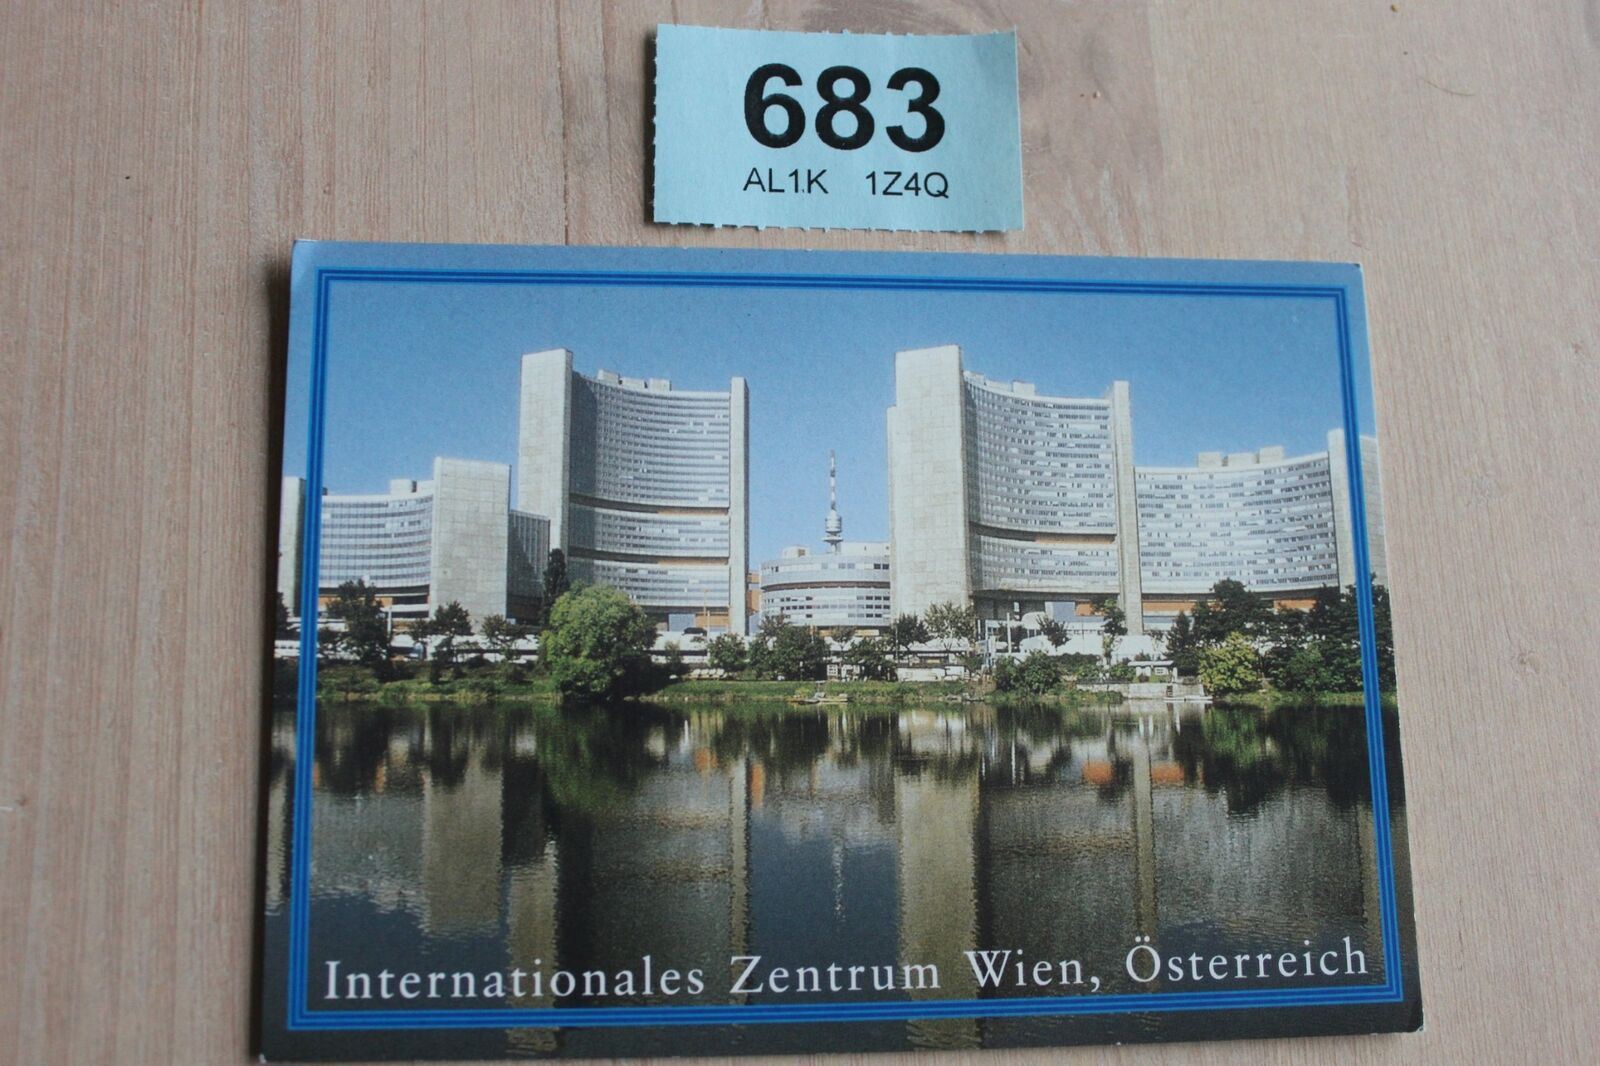 683
AL1K 1Z4Q
Internationales Zentrum Wien, Österreich